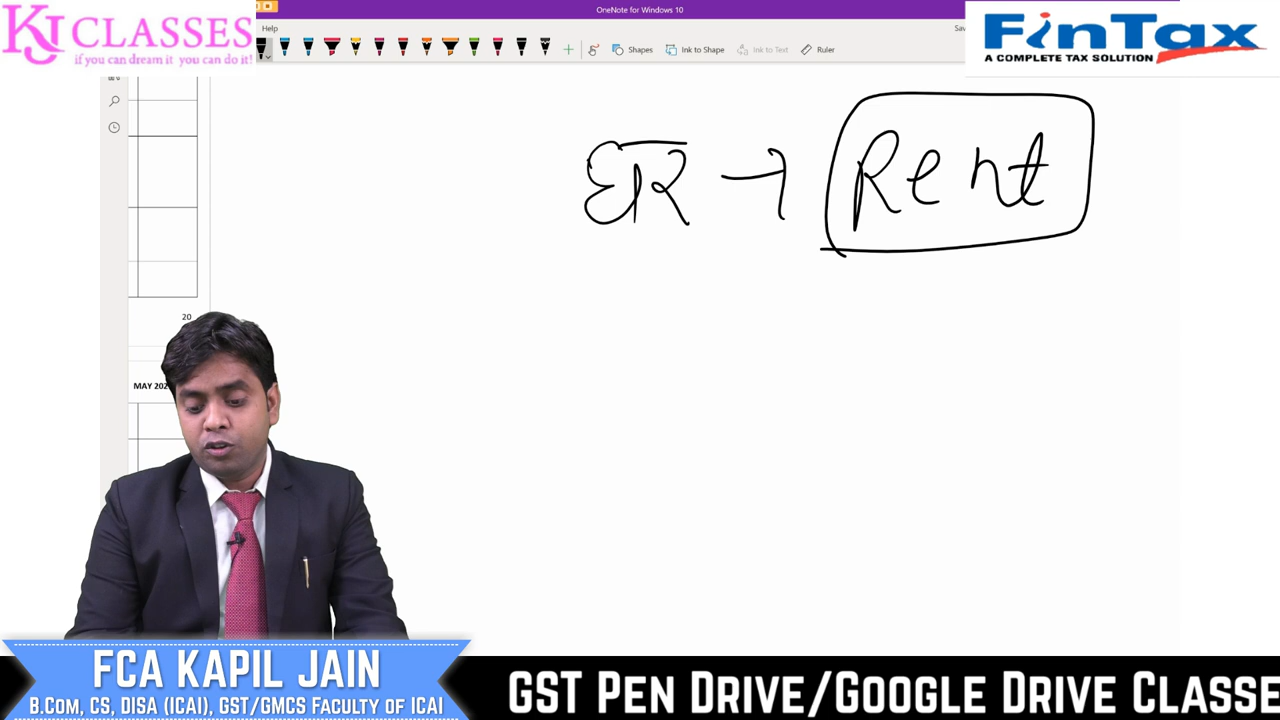 KJ CLASSES
if you can dream it you can do it!
OneNote for Windows 10
Help
Shapes
Ink to Shape
Ink to Text
Ruler
FinTax
A COMPLETE TAX SOLUTION
घर → Rent
20
MAY 202
FCA KAPIL JAIN
B.COM, CS, DISA (ICAI), GST/GMCS FACULTY OF ICAI
GST PEN DRIVE/GOOGLE DRIVE CLASSE